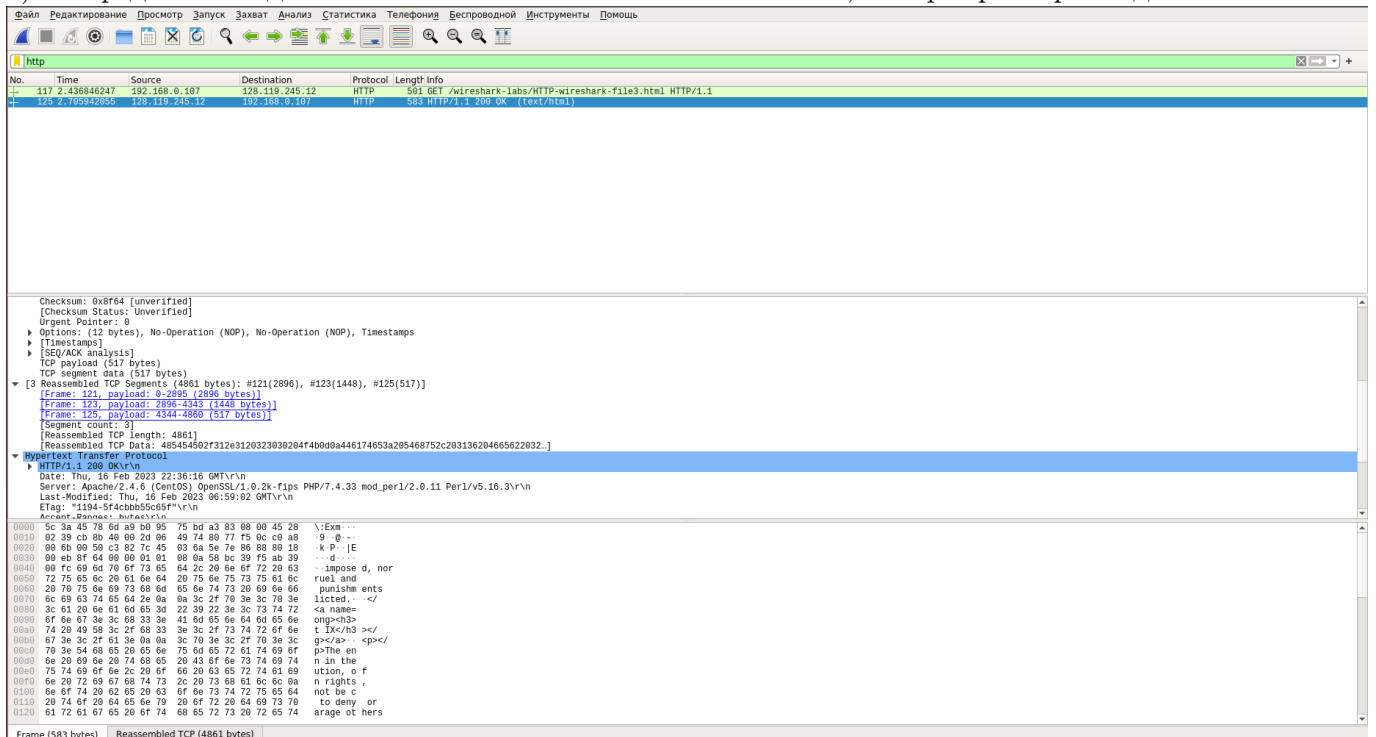 Файл Редактирование Просмотр Запуск Захват Анализ Статистика Телефония Беспроводной Инструменты Помощь
http
No. Time Source Destination Protocol Length Info
117 2.436846247 192.168.0.107 128.119.245.12 HTTP 501 GET /wireshark-labs/HTTP-wireshark-file3.html HTTP/1.1
125 2.705942055 128.119.245.12 192.168.0.107 HTTP 583 HTTP/1.1 200 OK (text/html)
Checksum: 0x8f64 [unverified]
[Checksum Status: Unverified]
Urgent Pointer: 0
Options: (12 bytes), No-Operation (NOP), No-Operation (NOP), Timestamps
[Timestamps]
[SEQ/ACK analysis]
TCP payload (517 bytes)
TCP segment data (517 bytes)
[3 Reassembled TCP Segments (4861 bytes): #121(2896), #123(1448), #125(517)]
[Frame: 121, payload: 0-2895 (2896 bytes)]
[Frame: 123, payload: 2896-4343 (1448 bytes)]
[Frame: 125, payload: 4344-4860 (517 bytes)]
[Segment count: 3]
[Reassembled TCP length: 4861]
[Reassembled TCP Data: 485454502f312e3120323030204f4b0d0a446174653a205468752c203136204665622032…]
Hypertext Transfer Protocol
HTTP/1.1 200 OK\r\n
Date: Thu, 16 Feb 2023 22:36:16 GMT\r\n
Server: Apache/2.4.6 (CentOS) OpenSSL/1.0.2k-fips PHP/7.4.33 mod_perl/2.0.11 Perl/v5.16.3\r\n
Last-Modified: Thu, 16 Feb 2023 06:59:02 GMT\r\n
ETag: "1194-5f4cbbb55c65f"\r\n
Accept-Ranges: bytes\r\n
0000 5c 3a 45 78 6d a9 b0 95 75 bd a3 83 08 00 45 28 \:Exm···
0010 02 39 cb 8b 40 00 2d 06 49 74 80 77 f5 0c c0 a8 ·9··@·-·
0020 00 6b 00 50 c3 82 7c 45 03 6a 5e 7e 86 88 80 18 ·k·P··|E
0030 00 eb 8f 64 00 00 01 01 08 0a 58 bc 39 f5 ab 39 ···d····
0040 00 fc 69 6d 70 6f 73 65 64 2c 20 6e 6f 72 20 63 ··impose d, nor
0050 72 75 65 6c 20 61 6e 64 20 75 6e 75 73 75 61 6c ruel and
0060 20 70 75 6e 69 73 68 6d 65 6e 74 73 20 69 6e 66 punishm ents
0070 6c 69 63 74 65 64 2e 0a 0a 3c 2f 70 3e 3c 70 3e licted.· ·</
0080 3c 61 20 6e 61 6d 65 3d 22 39 22 3e 3c 73 74 72 <a name=
0090 6f 6e 67 3e 3c 68 33 3e 41 6d 65 6e 64 6d 65 6e ong><h3>
00a0 74 20 49 58 3c 2f 68 33 3e 3c 2f 73 74 72 6f 6e t IX</h3 ></
00b0 67 3e 3c 2f 61 3e 0a 0a 3c 70 3e 3c 2f 70 3e 3c g></a>·· <p></
00c0 70 3e 54 68 65 20 65 6e 75 6d 65 72 61 74 69 6f p>The en
00d0 6e 20 69 6e 20 74 68 65 20 43 6f 6e 73 74 69 74 n in the
00e0 75 74 69 6f 6e 2c 20 6f 66 20 63 65 72 74 61 69 ution, o f
00f0 6e 20 72 69 67 68 74 73 2c 20 73 68 61 6c 6c 0a n rights ,
0100 6e 6f 74 20 62 65 20 63 6f 6e 73 74 72 75 65 64 not be c
0110 20 74 6f 20 64 65 6e 79 20 6f 72 20 64 69 73 70 to deny or
0120 61 72 61 67 65 20 6f 74 68 65 72 73 20 72 65 74 arage ot hers
Frame (583 bytes) Reassembled TCP (4861 bytes)